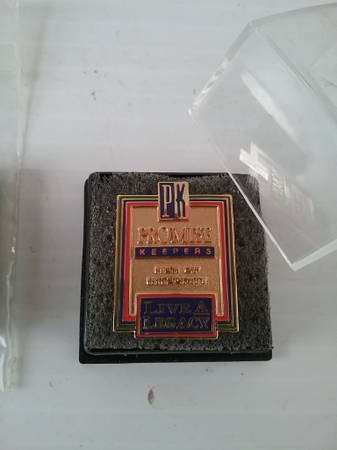 PK
PROMISE
KEEPERS
LIVE A
LEGACY